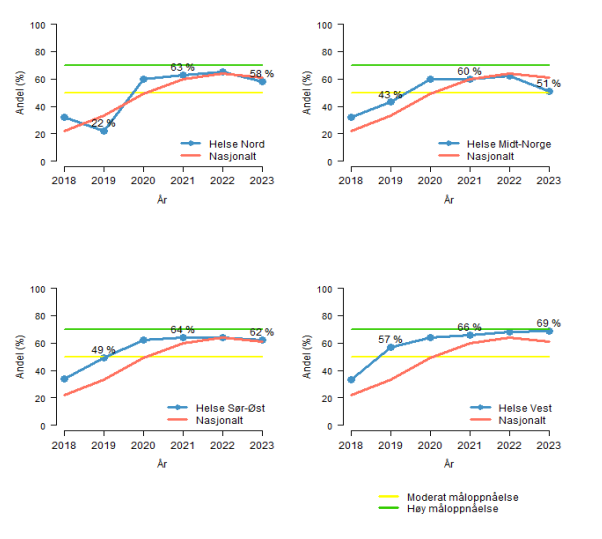 100
80
60
40
20
0
Andel (%)
22 %
63 %
58 %
Helse Nord
Nasjonalt
2018 2019 2020 2021 2022 2023
År
100
80
60
40
20
0
Andel (%)
43 %
60 %
51 %
Helse Midt-Norge
Nasjonalt
2018 2019 2020 2021 2022 2023
År
100
80
60
40
20
0
Andel (%)
49 %
64 %
62 %
Helse Sør-Øst
Nasjonalt
2018 2019 2020 2021 2022 2023
År
100
80
60
40
20
0
Andel (%)
57 %
66 %
69 %
Helse Vest
Nasjonalt
2018 2019 2020 2021 2022 2023
År
Moderat måloppnåelse
Høy måloppnåelse